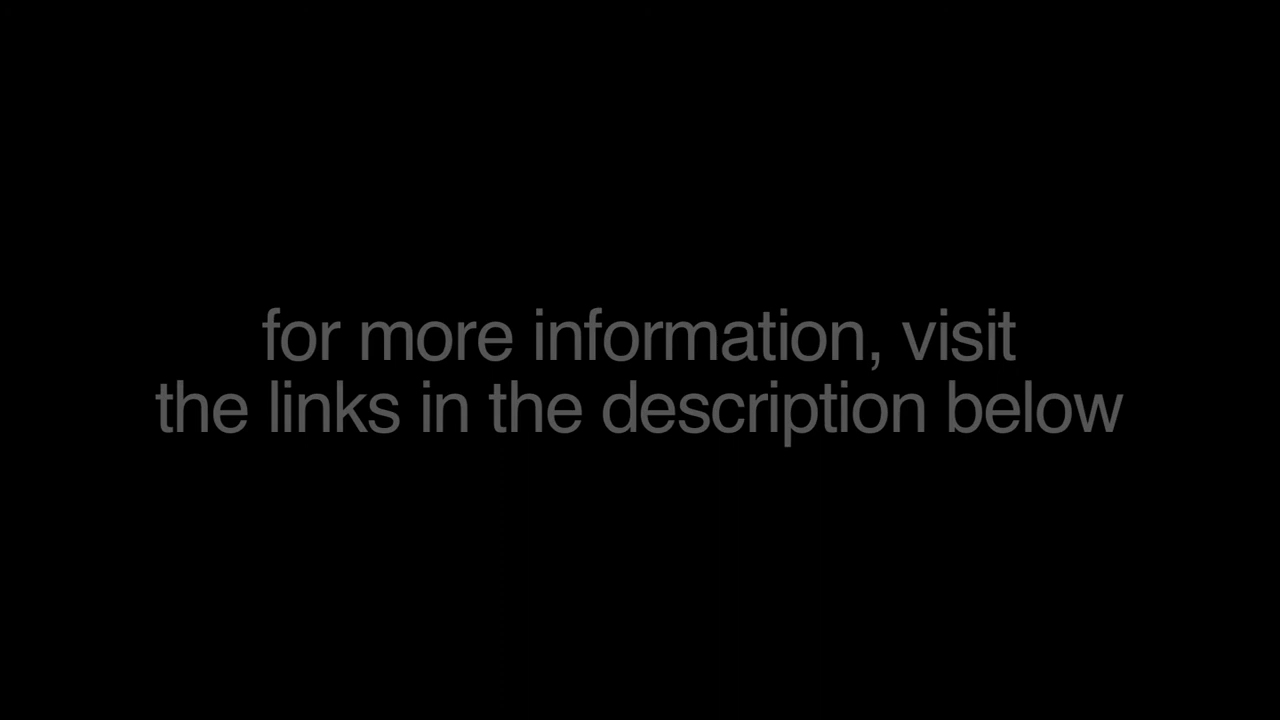 for more information, visit
the links in the description below